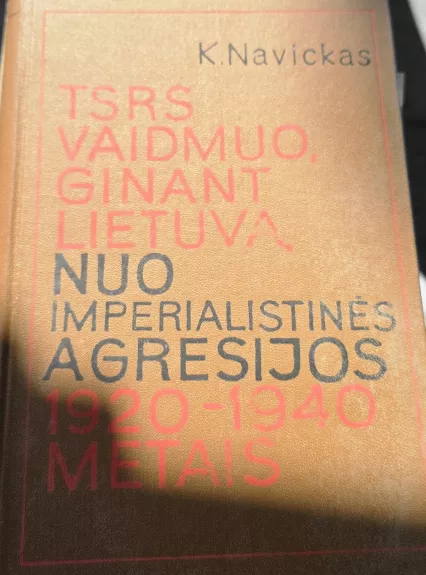 K. Navickas
TSRS
VAIDMUO,
GINANT
LIETUVĄ
NUO
IMPERIALISTINĖS
AGRESIJOS
1920-1940
METAIS